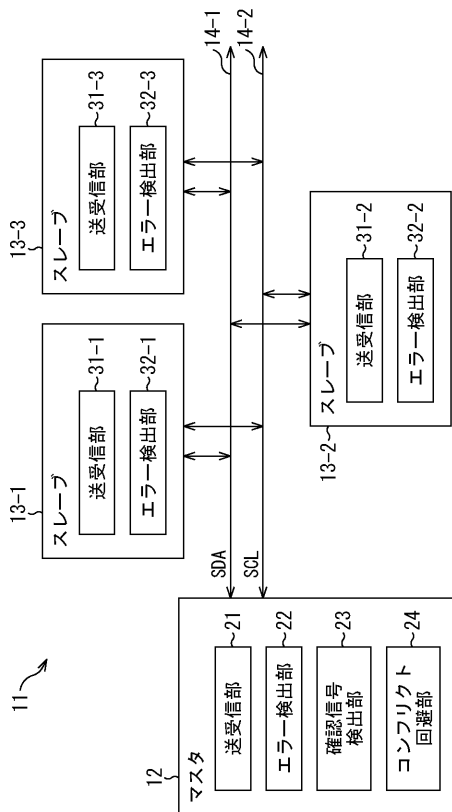 11
12
マスタ
送受信部
21
エラー検出部
22
確認信号
検出部
23
コンフリクト
回避部
24
SDA
SCL
14-1
14-2
13-1
スレーブ
送受信部
31-1
エラー検出部
32-1
13-3
スレーブ
送受信部
31-3
エラー検出部
32-3
13-2
スレーブ
送受信部
31-2
エラー検出部
32-2